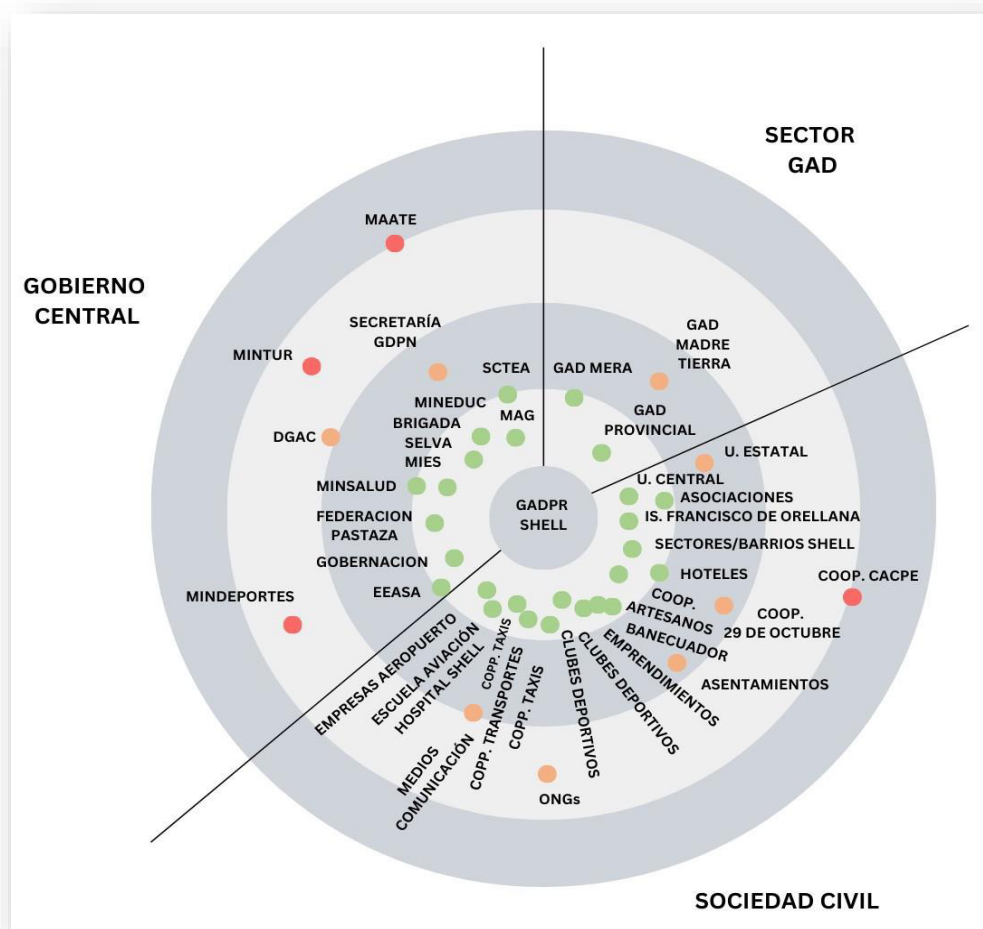 SECTOR
GAD
GOBIERNO
CENTRAL
MAATE
MINTUR
SECRETARÍA
GDPN
DGAC
SCTEA
MINEDUC
MAG
BRIGADA
SELVA
MIES
MINSALUD
FEDERACION
PASTAZA
GOBERNACION
EEASA
MINDEPORTES
GAD MERA
GAD
MADRE
TIERRA
GAD
PROVINCIAL
GADPR
SHELL
U. ESTATAL
U. CENTRAL
ASOCIACIONES
IS. FRANCISCO DE ORELLANA
SECTORES/BARRIOS SHELL
HOTELES
COOP. CACPE
COOP.
29 DE OCTUBRE
COOP.
ARTESANOS
BANECUADOR
ASENTAMIENTOS
EMPRENDIMIENTOS
CLUBES DEPORTIVOS
CLUBES DEPORTIVOS
COPP. TAXIS
COPP. TRANSPORTES
COPP. TAXIS
HOSPITAL SHELL
ESCUELA AVIACIÓN
EMPRESAS AEROPUERTO
MEDIOS
COMUNICACIÓN
ONGs
SOCIEDAD CIVIL